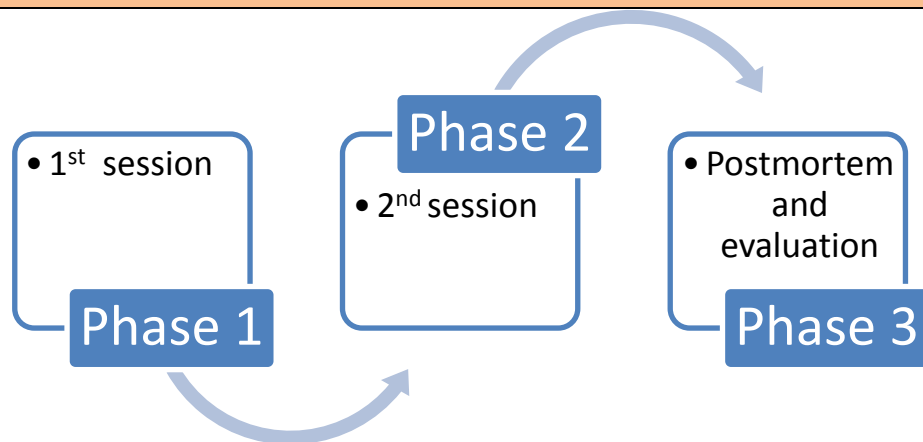 • 1st session
Phase 1
Phase 2
• 2nd session
• Postmortem
and
evaluation
Phase 3